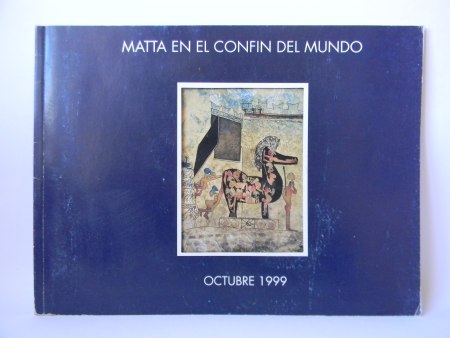 MATTA EN EL CONFIN DEL MUNDO
OCTUBRE 1999